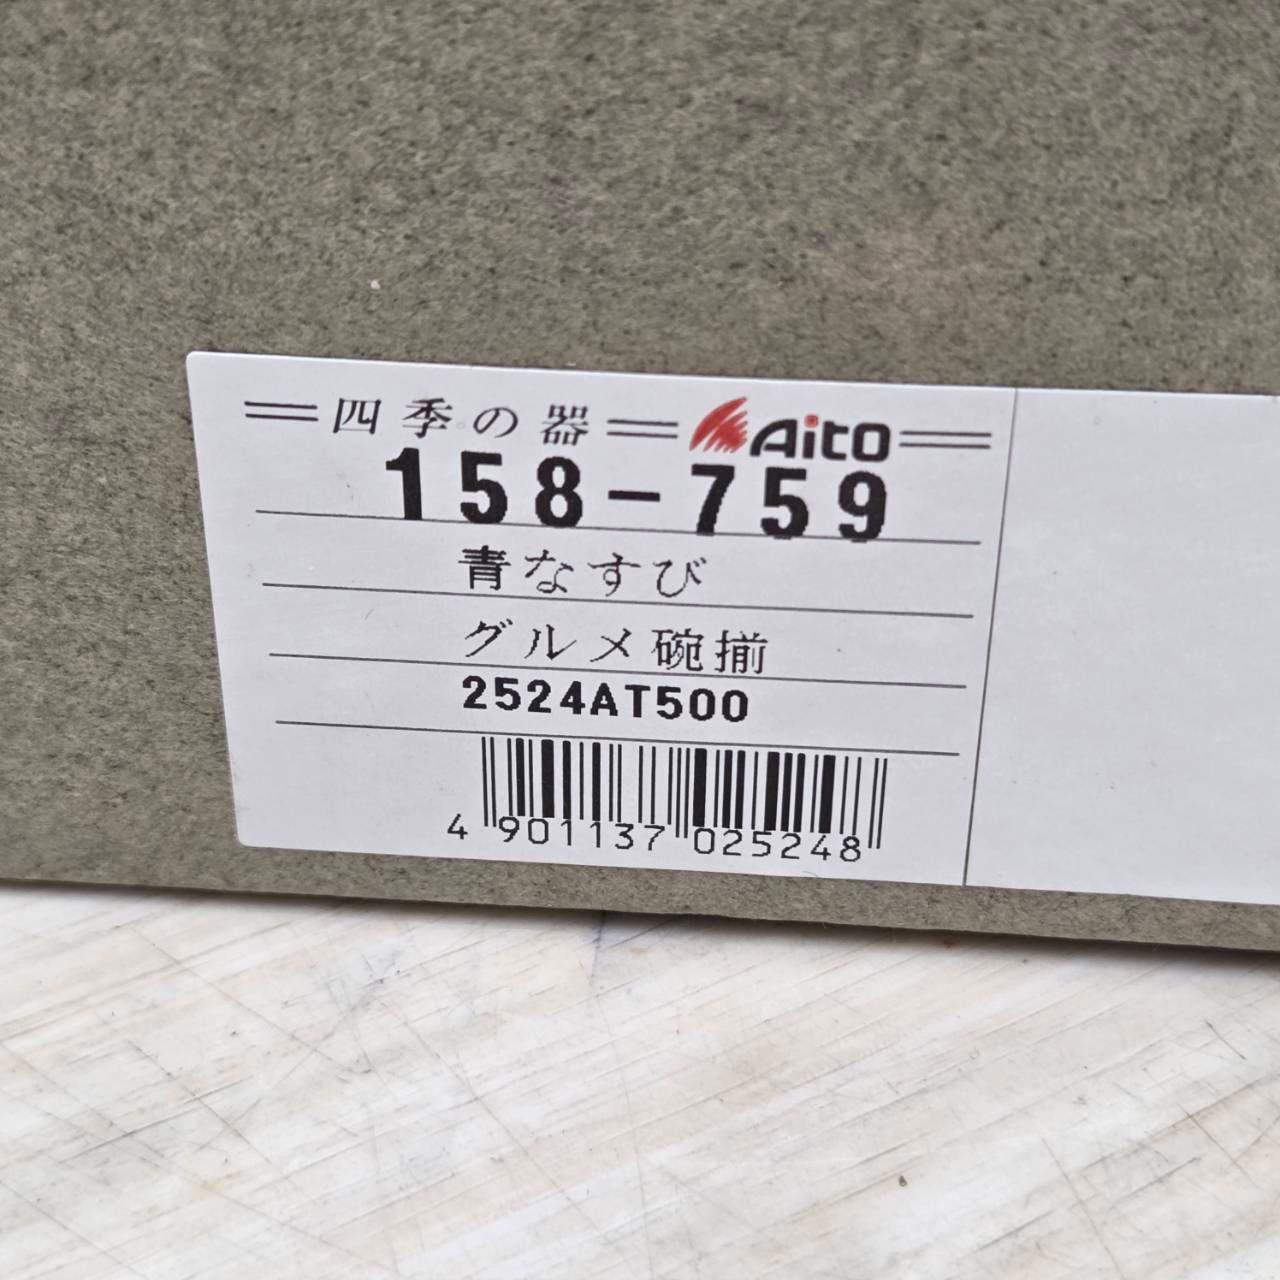 四季の器 Aito
158-759
青なすび
グルメ碗揃
2524AT500
4 901137 025248